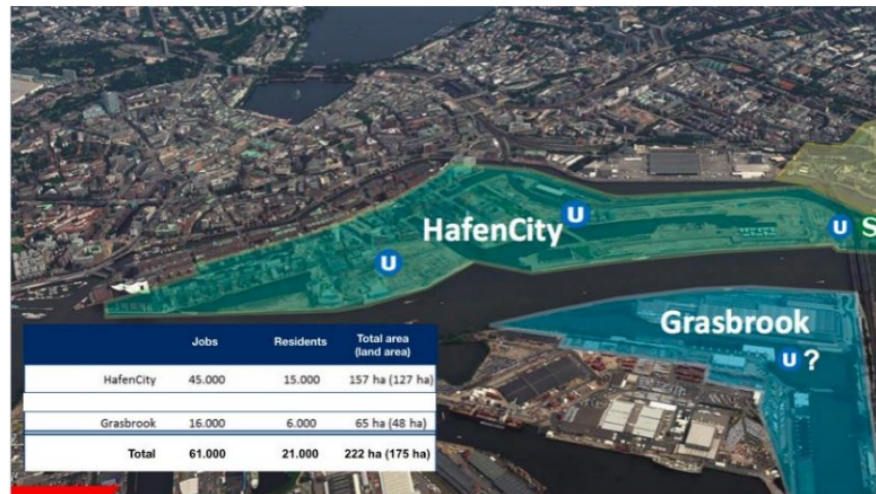 HafenCity
U
U
U S
Grasbrook
U ?
Jobs Residents Total area
(land area)
HafenCity 45.000 15.000 157 ha (127 ha)
Grasbrook 16.000 6.000 65 ha (48 ha)
Total 61.000 21.000 222 ha (175 ha)